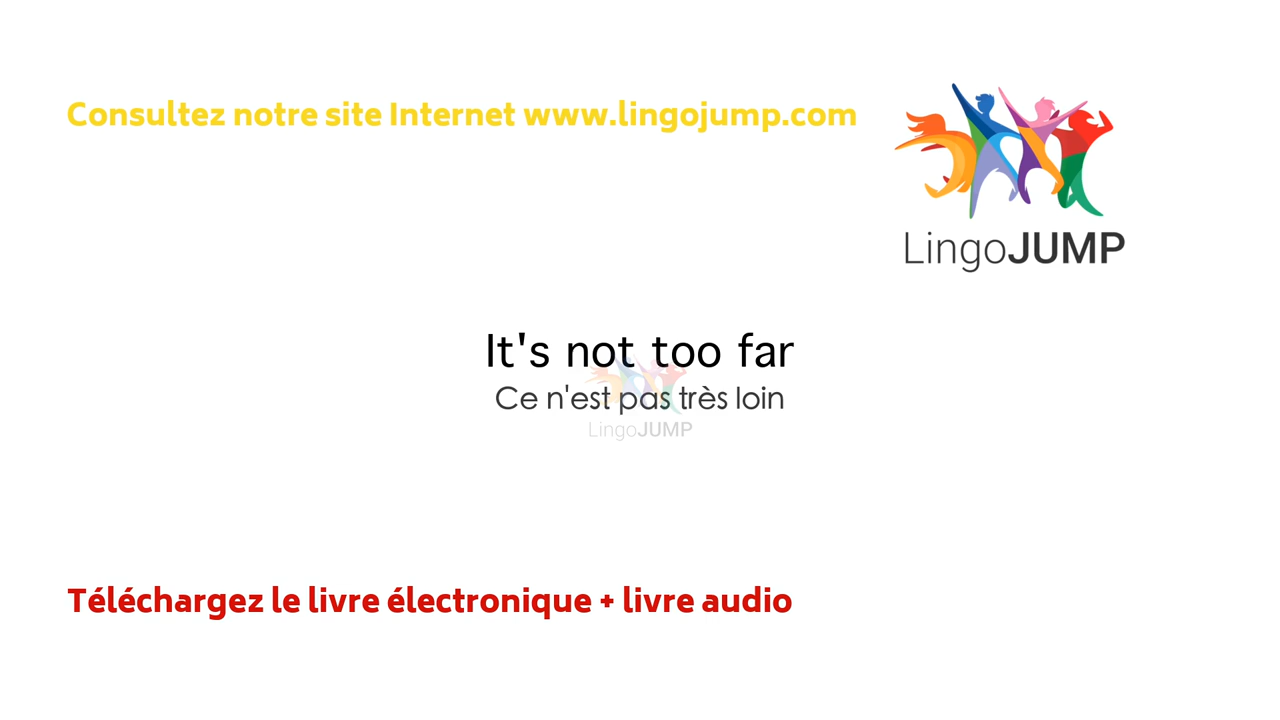 Consultez notre site Internet www.lingojump.com
LingoJUMP
It's not too far
Ce n'est pas très loin
LingoJUMP
Téléchargez le livre électronique + livre audio